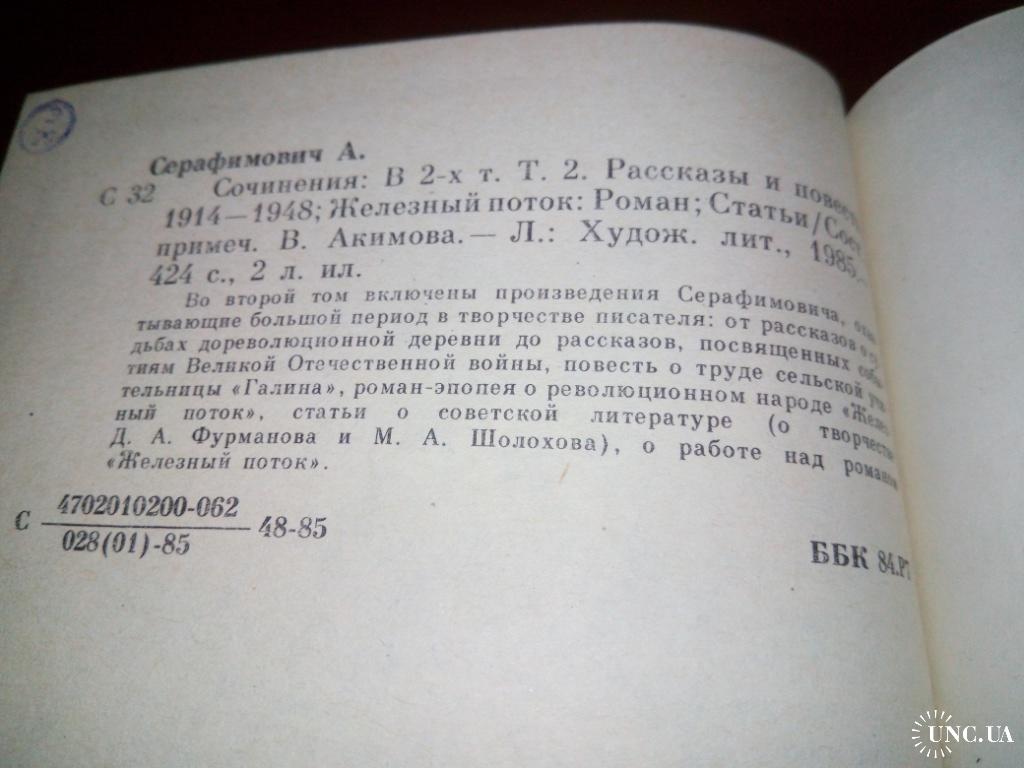 Серафимович А.
С 32 Сочинения: В 2-х т. Т. 2. Рассказы и
1914—1948; Железный поток: Роман; Статьи/Сост.,
примеч. В. Акимова.— Л.: Худож. лит., 1985.—
424 с., 2 л. ил.
Во второй том включены произведения Серафимовича,
тывающие большой период в творчестве писателя: от рассказов о
дьбах дореволюционной деревни до рассказов, посвященных
тиям Великой Отечественной войны, повесть о труде сельской
тельницы «Галина», роман-эпопея о революционном народе
ный поток», статьи о советской литературе (о
Д. А. Фурманова и М. А. Шолохова), о работе над романом
«Железный поток».
С 4702010200-062 48-85
028(01)-85
ББК 84.Р7
UNC.UA